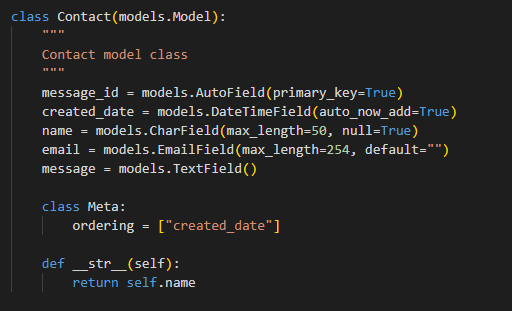 class Contact(models.Model):
    """
    Contact model class
    """
    message_id = models.AutoField(primary_key=True)
    created_date = models.DateTimeField(auto_now_add=True)
    name = models.CharField(max_length=50, null=True)
    email = models.EmailField(max_length=254, default="")
    message = models.TextField()

    class Meta:
        ordering = ["created_date"]

    def __str__(self):
        return self.name